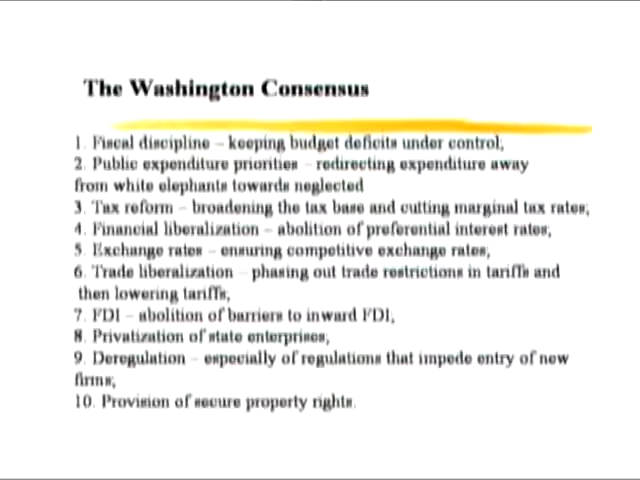 The Washington Consensus
1. Fiscal discipline – keeping budget deficits under control;
2. Public expenditure priorities – redirecting expenditure away
from white elephants towards neglected
3. Tax reform – broadening the tax base and cutting marginal tax rates;
4. Financial liberalization – abolition of preferential interest rates;
5. Exchange rates – ensuring competitive exchange rates;
6. Trade liberalization – phasing out trade restrictions in tariffs and
then lowering tariffs;
7. FDI – abolition of barriers to inward FDI;
8. Privatization of state enterprises;
9. Deregulation – especially of regulations that impede entry of new
firms;
10. Provision of secure property rights.